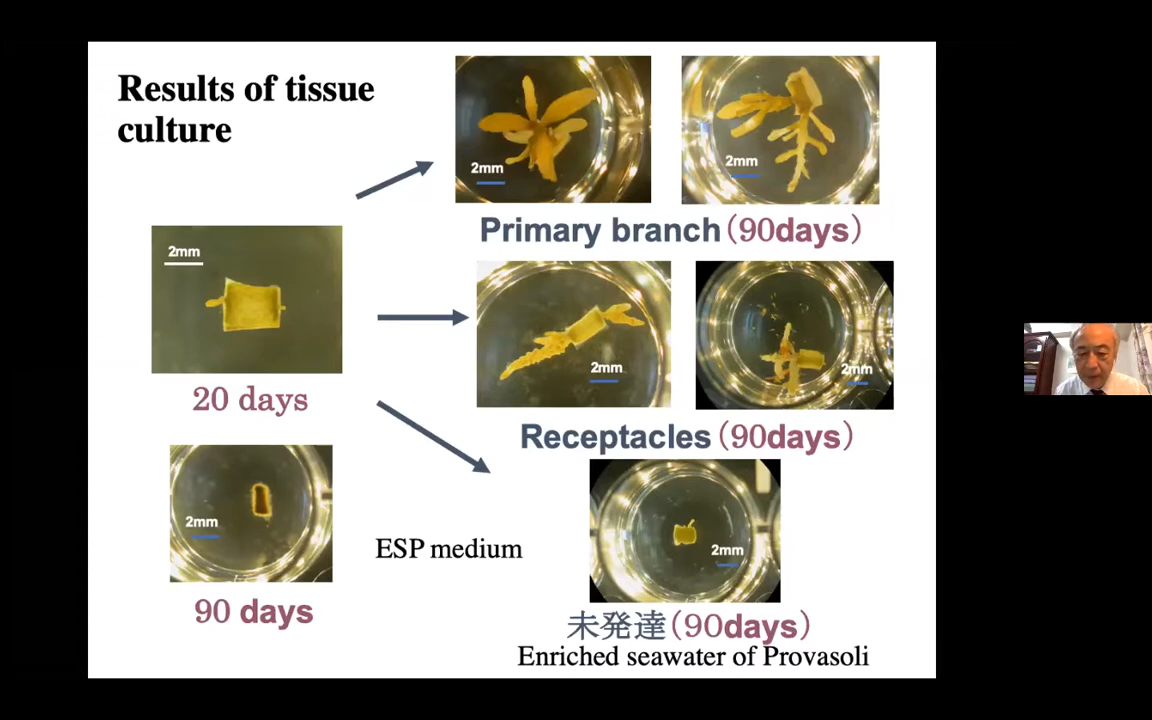 Results of tissue
culture
2mm
2mm
Primary branch（90days）
2mm
20 days
2mm
2mm
Receptacles（90days）
2mm
90 days
ESP medium
2mm
未発達（90days）
Enriched seawater of Provasoli